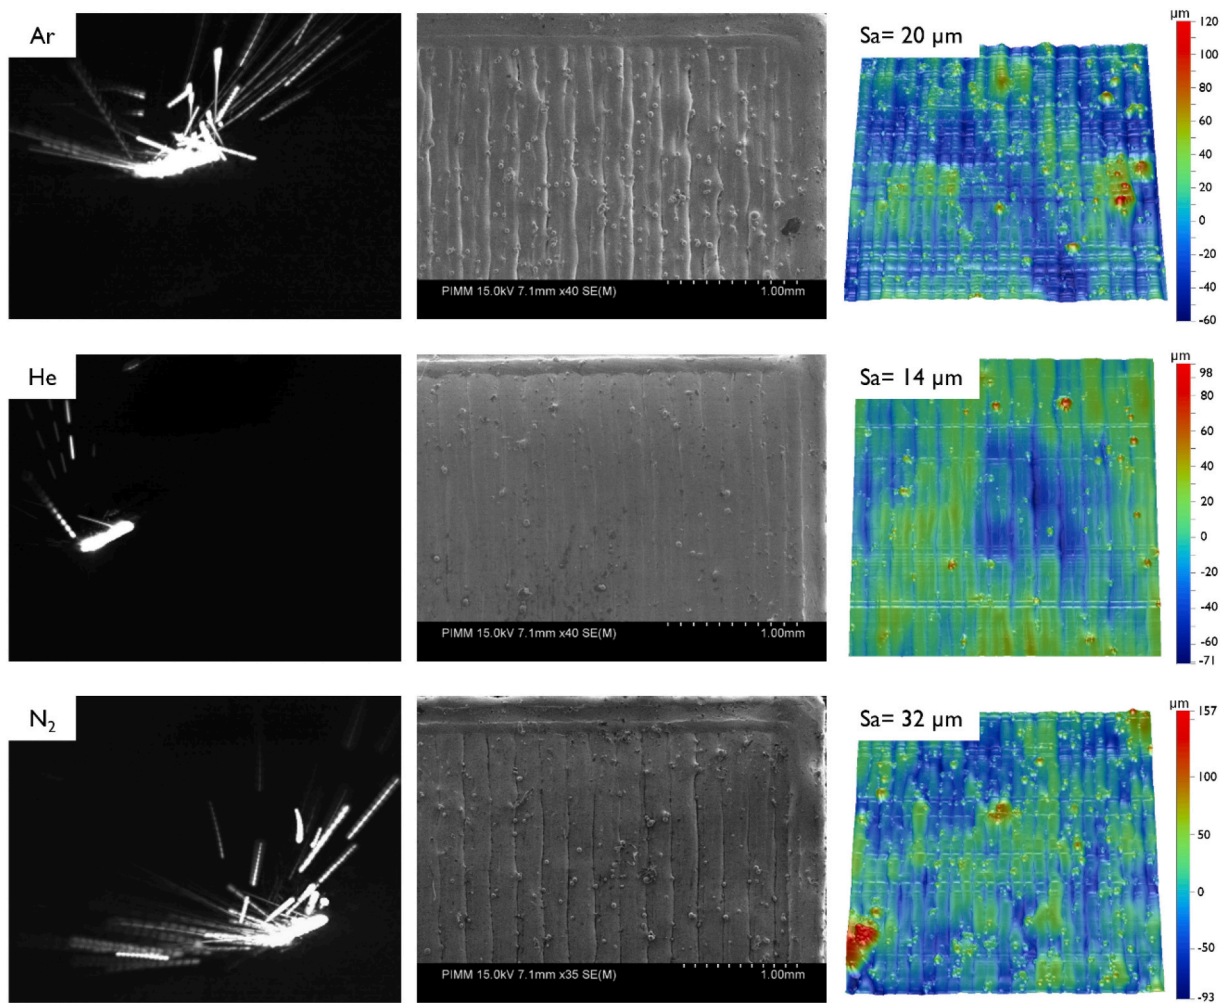 Ar
PIMM 15.0kV 7.1mm x40 SE(M) 1.00mm
Sa= 20 µm
µm
120
100
80
60
40
20
0
-20
-40
-60
He
PIMM 15.0kV 7.1mm x40 SE(M) 1.00mm
Sa= 14 µm
µm
98
80
60
40
20
0
-20
-40
-60
-71
N2
PIMM 15.0kV 7.1mm x35 SE(M) 1.00mm
Sa= 32 µm
µm
157
100
50
0
-50
-93